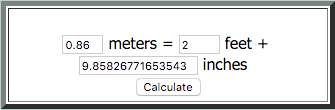 0.86 meters = 2 feet +
9.85826771653543 inches
Calculate